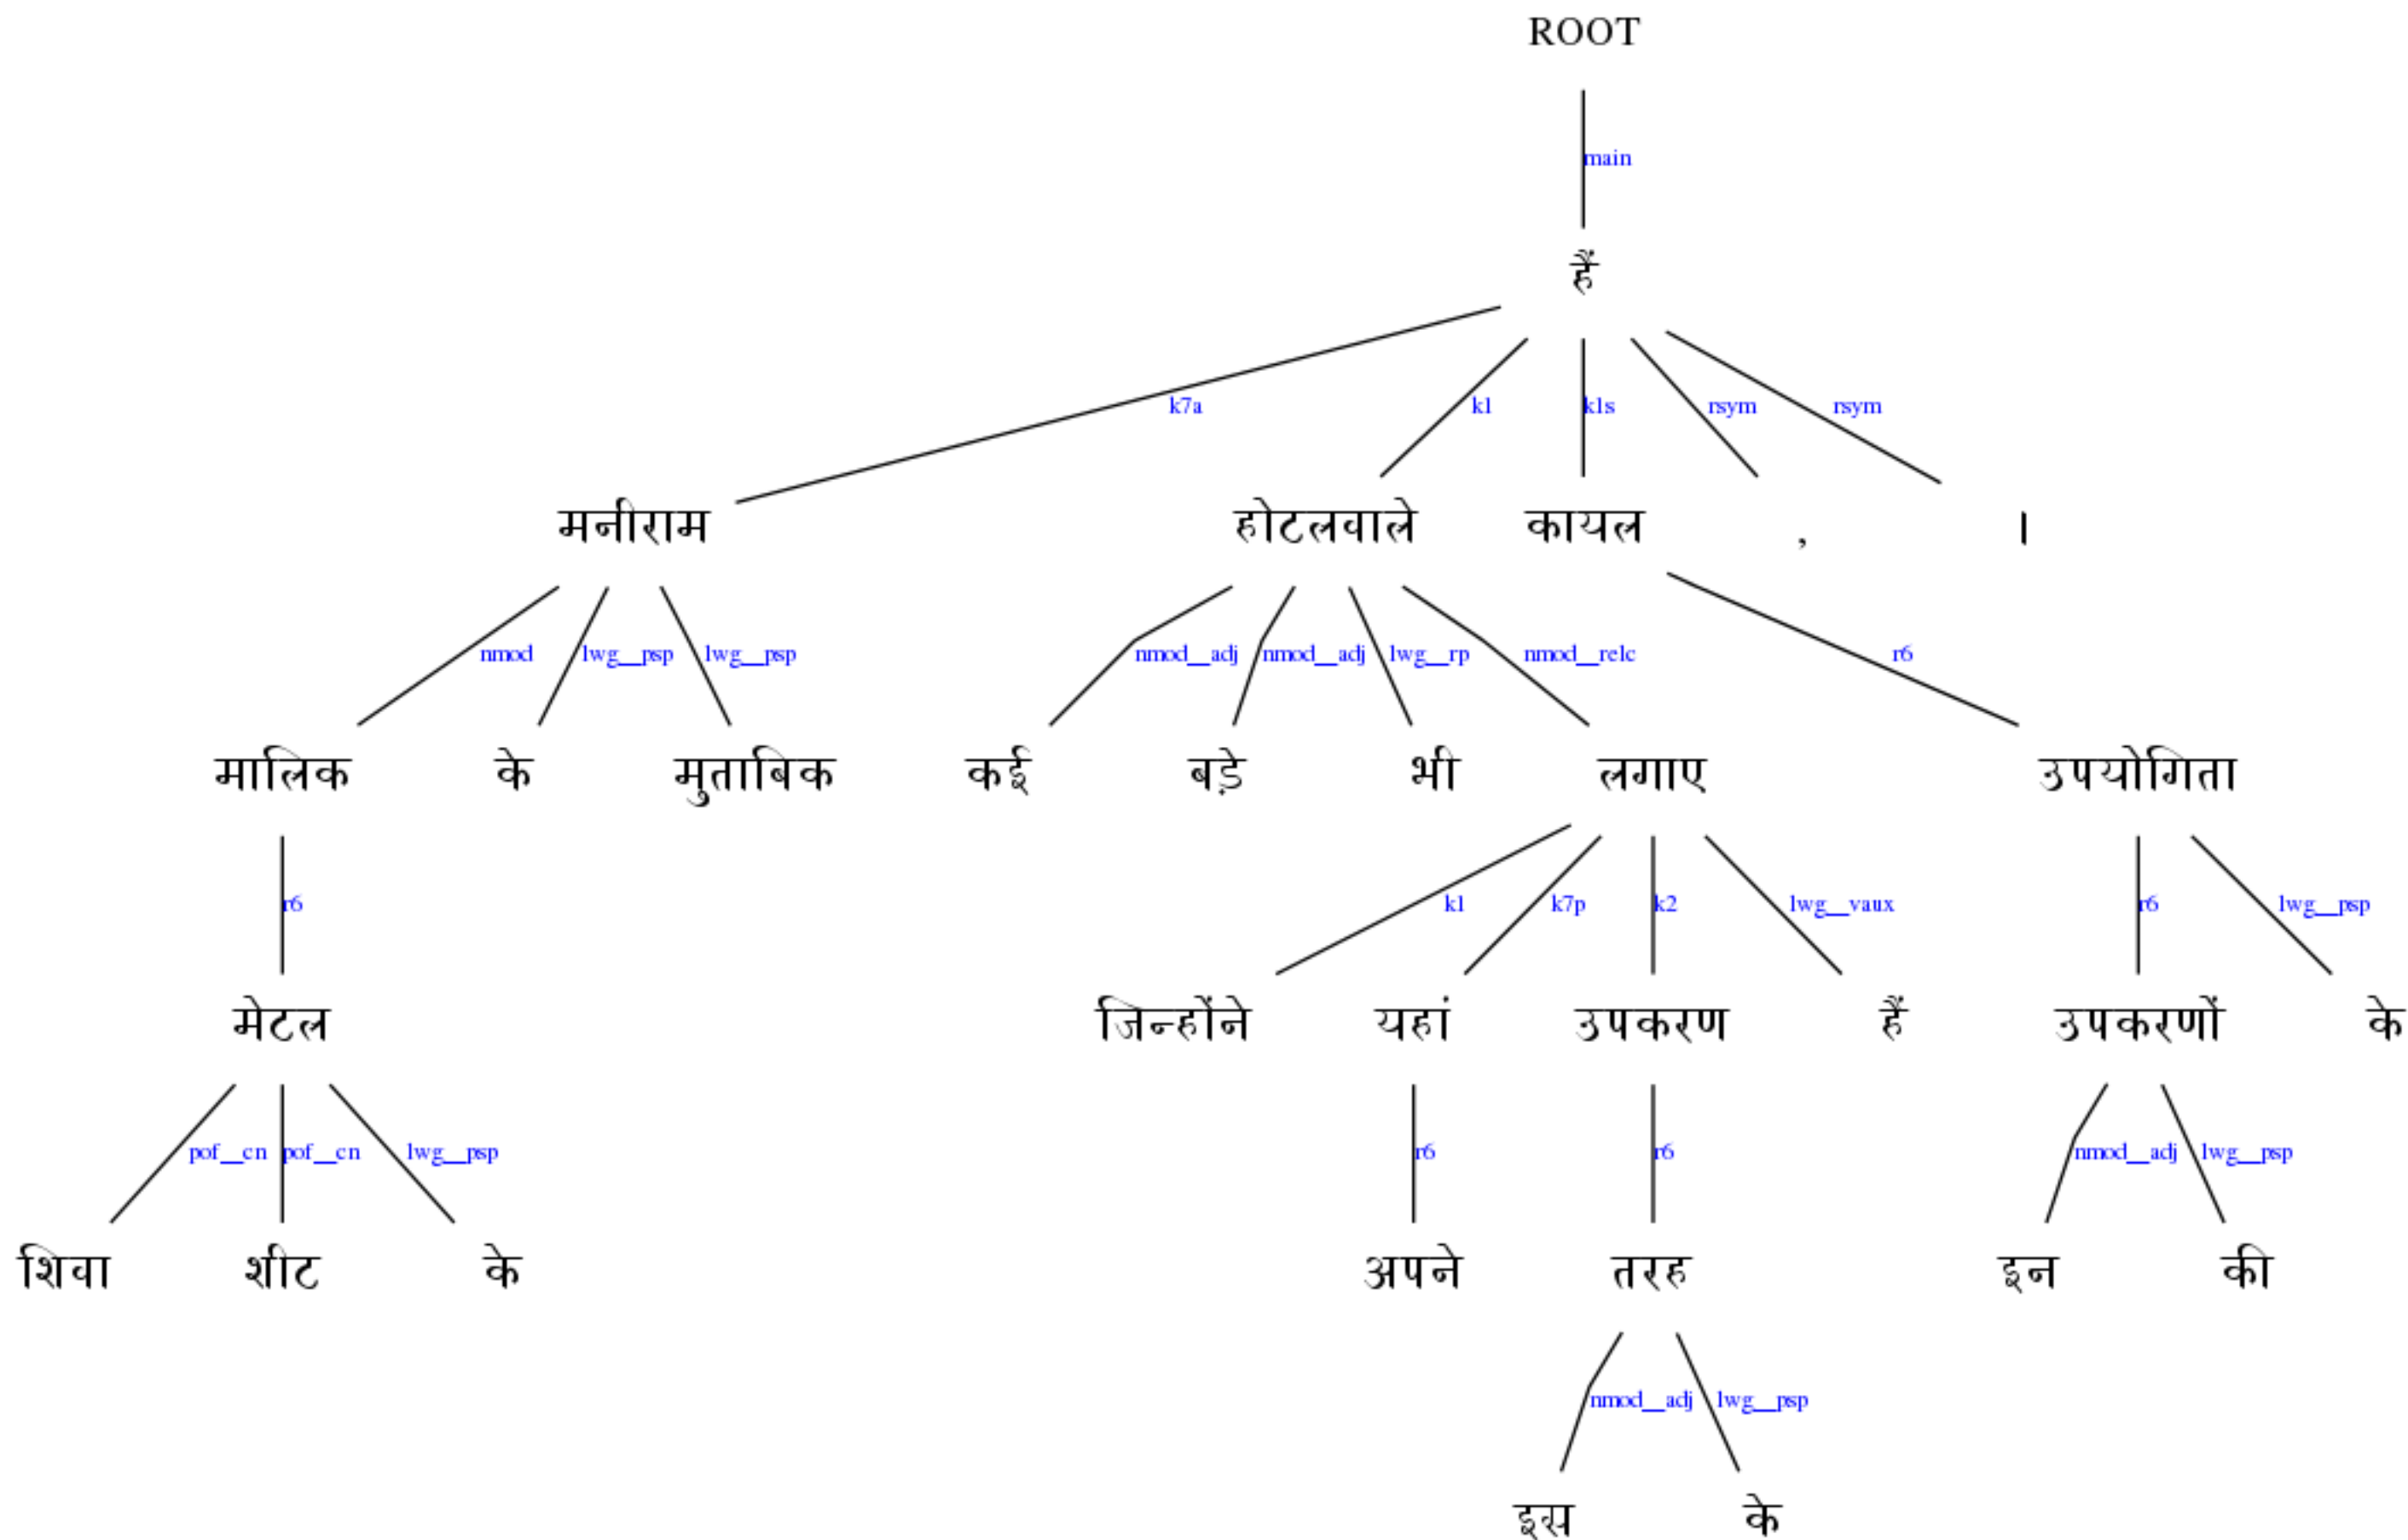 ROOT
main
हैं
k7a k1 k1s rsym rsym
मनीराम होटलवाले कायल , ।
nmod lwg__psp lwg__psp nmod__adj nmod__adj lwg__rp nmod__relc r6
मालिक के मुताबिक कई बड़े भी लगाए उपयोगिता
r6 k1 k7p k2 lwg__vaux r6 lwg__psp
मेटल जिन्होंने यहां उपकरण हैं उपकरणों के
pof__cn pof__cn lwg__psp r6 r6 nmod__adj lwg__psp
शिवा शीट के अपने तरह इन की
nmod__adj lwg__psp
इस के